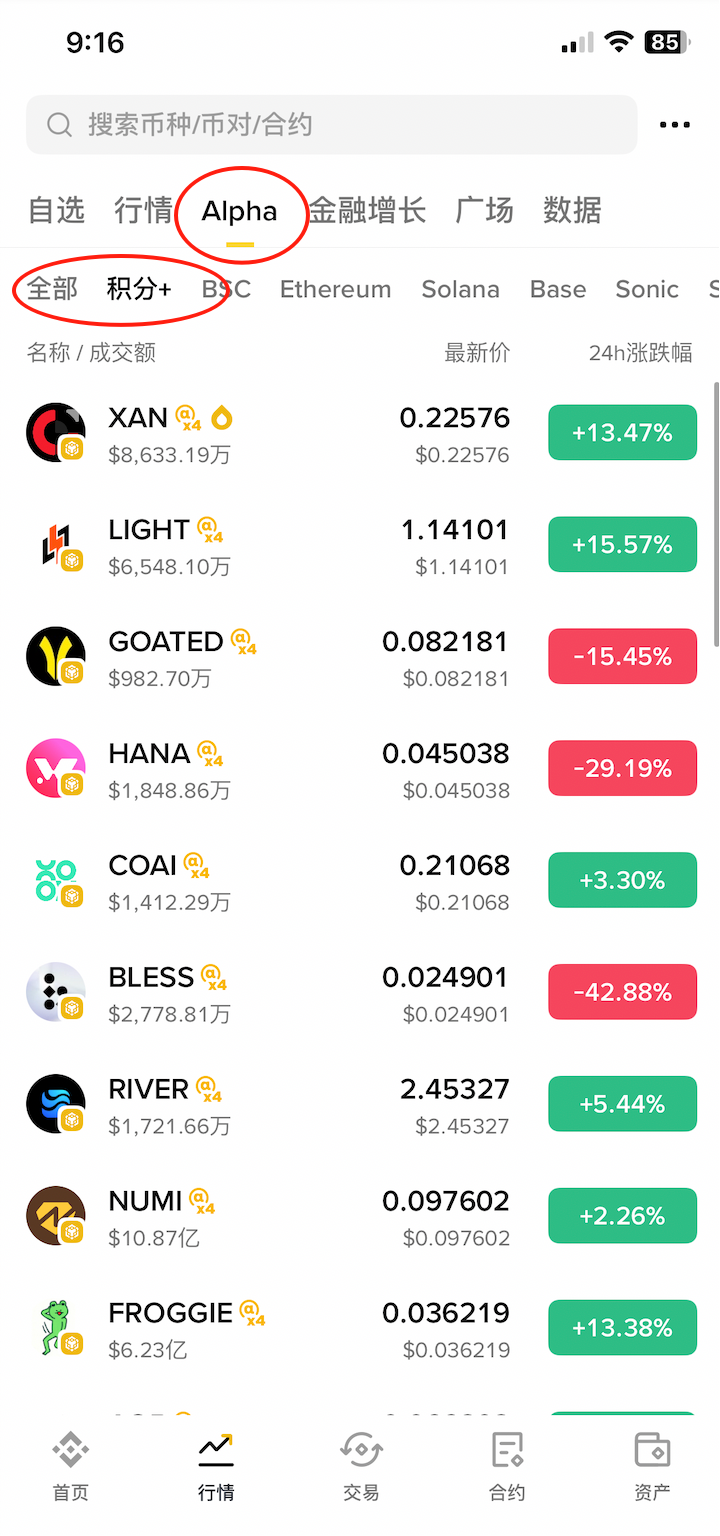 9:16
85
搜索币种/币对/合约
自选 行情 Alpha 金融增长 广场 数据
全部 积分+ BSC Ethereum Solana Base Sonic S
名称 / 成交额 最新价 24h涨跌幅
XAN @x4 0.22576 +13.47%
$8,633.19万 $0.22576
LIGHT @x4 1.14101 +15.57%
$6,548.10万 $1.14101
GOATED @x4 0.082181 -15.45%
$982.70万 $0.082181
HANA @x4 0.045038 -29.19%
$1,848.86万 $0.045038
COAI @x4 0.21068 +3.30%
$1,412.29万 $0.21068
BLESS @x4 0.024901 -42.88%
$2,778.81万 $0.024901
RIVER @x4 2.45327 +5.44%
$1,721.66万 $2.45327
NUMI @x4 0.097602 +2.26%
$10.87亿 $0.097602
FROGGIE @x4 0.036219 +13.38%
$6.23亿 $0.036219
首页 行情 交易 合约 资产